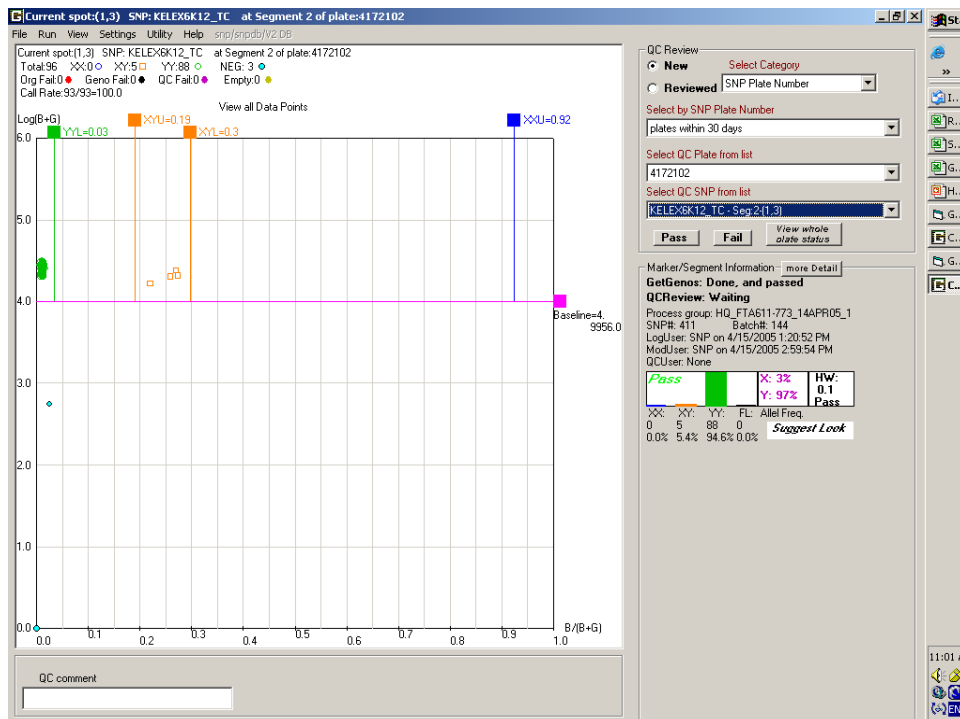 Current spot:(1,3) SNP: KELEX6K12_TC at Segment 2 of plate:4172102
File Run View Settings Utility Help snp/snpdb/V2.DB
Current spot:(1,3) SNP: KELEX6K12_TC at Segment 2 of plate:4172102
Total:96 XX:0 XY:5 YY:88 NEG: 3
Org Fail:0 Geno Fail:0 QC Fail:0 Empty:0
Call Rate:93/93=100.0
View all Data Points
Log(B+G)
XYU=0.19
XXU=0.92
YYL=0.03
XYL=0.3
6.0
5.0
4.0
Baseline=4.
9956.0
3.0
2.0
1.0
0.0
B/(B+G)
0.0 0.1 0.2 0.3 0.4 0.5 0.6 0.7 0.8 0.9 1.0
QC comment
QC Review
New
Select Category
Reviewed
SNP Plate Number
Select by SNP Plate Number
plates within 30 days
Select QC Plate from list
4172102
Select QC SNP from list
KELEX6K12_TC - Seg:2-(1,3)
Pass Fail View whole
plate status
Marker/Segment Information more Detail
GetGenos: Done, and passed
QCReview: Waiting
Process group: HQ_FTA611-773_14APR05_1
SNP#: 411 Batch#: 144
LogUser: SNP on 4/15/2005 1:20:52 PM
ModUser: SNP on 4/15/2005 2:59:54 PM
QCUser: None
Pass X: 3% HW:
Y: 97% 0.1
Pass
XX: XY: YY: FL: Allel Freq.
0 5 88 0 Suggest Look
0.0% 5.4% 94.6% 0.0%
St
»
I...
R...
S...
G...
H...
G...
C...
G...
C...
11:01
EN